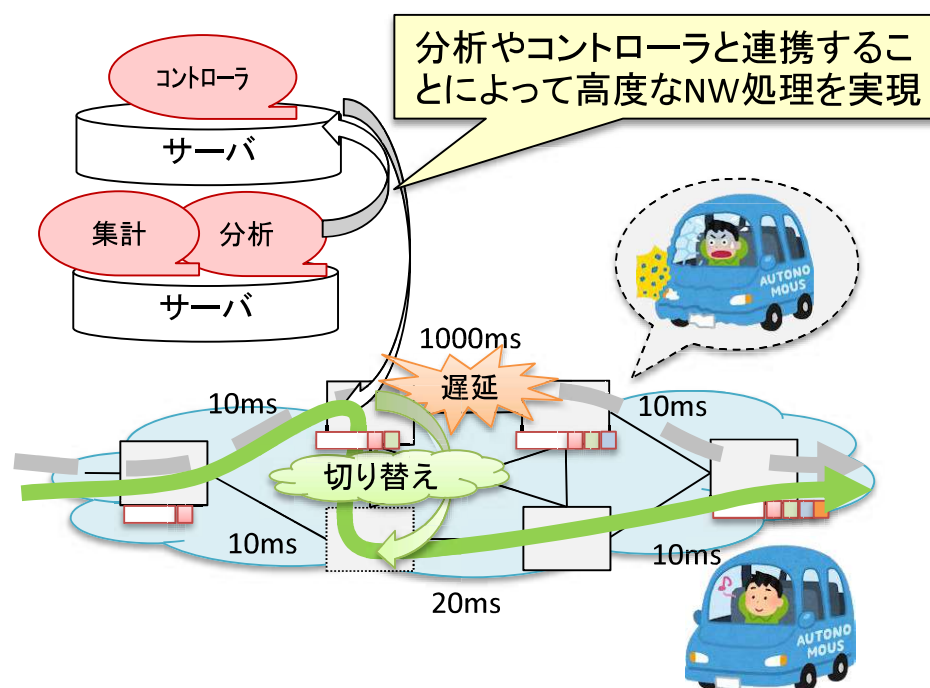 分析やコントローラと連携するこ
とによって高度なNW処理を実現
コントローラ
サーバ
集計
分析
サーバ
AUTONO
MOUS
1000ms
遅延
10ms
10ms
切り替え
10ms
10ms
20ms
AUTONO
MOUS